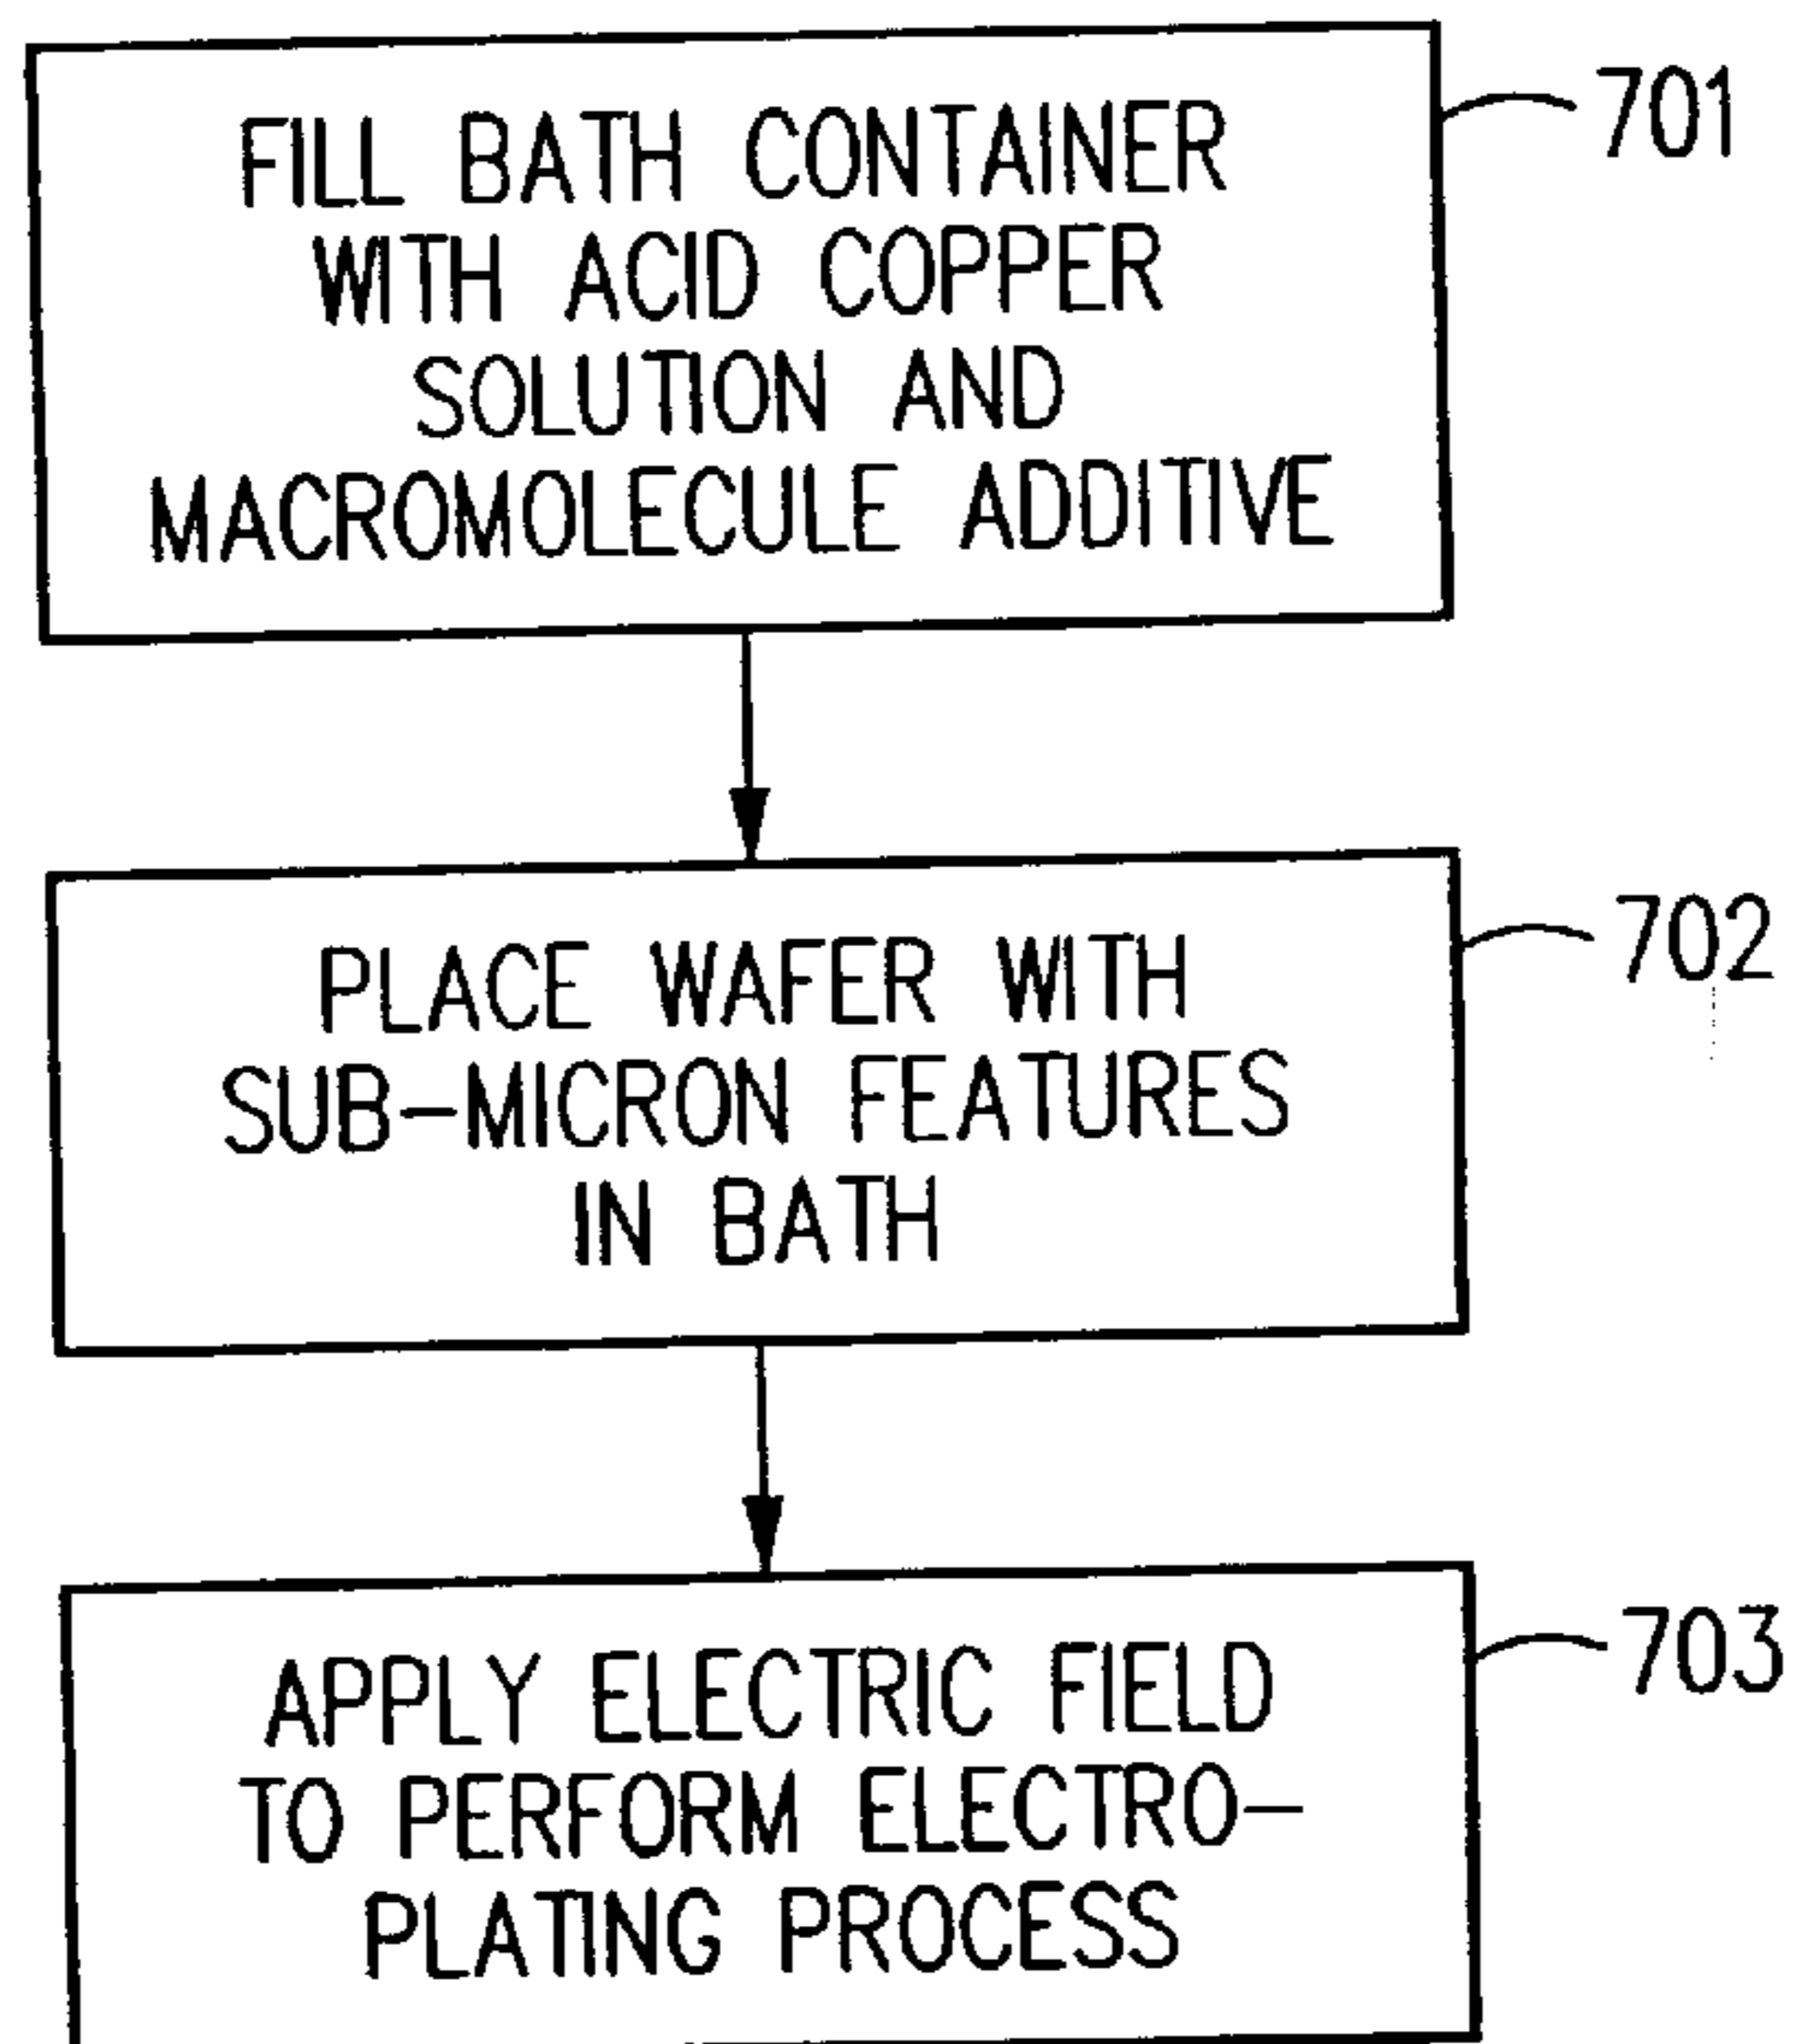 FILL BATH CONTAINER
WITH ACID COPPER
SOLUTION AND
MACROMOLECULE ADDITIVE
701
PLACE WAFER WITH
SUB-MICRON FEATURES
IN BATH
702
APPLY ELECTRIC FIELD
TO PERFORM ELECTRO-
PLATING PROCESS
703